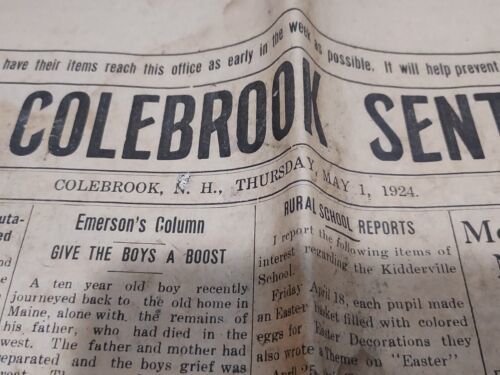 have their items reach this office as early in the week as possible. It will help prevent
COLEBROOK SENT
COLEBROOK, N. H., THURSDAY, MAY 1, 1924.
uta-
ed
Emerson's Column
GIVE THE BOYS A BOOST
A ten year old boy recently
journeyed back to the old home in
Maine, alone with the remains of
his father, who had died in the
west. The father and mother had
eparated and the boys grief was
RURAL SCHOOL REPORTS
I report the following items of
interest regarding the Kidderville
School.
Friday April 18, each pupil made
an Easter basket filled with colored
eggs for Easter Decorations they
also wrote a Theme on "Easter"
April 25